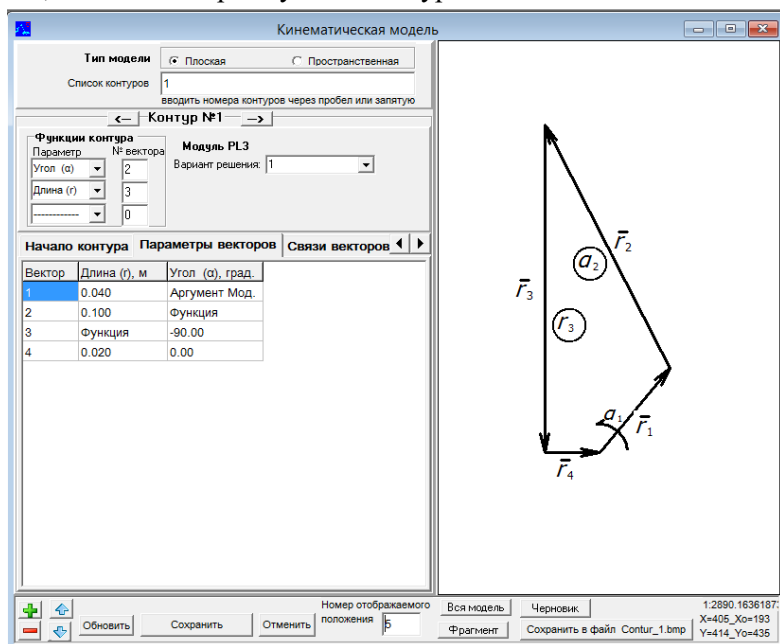 Кинематическая модель
Тип модели
Плоская
Пространственная
Список контуров
1
вводить номера контуров через пробел или запятую
<— Контур №1 —>
Функции контура
Параметр № вектора
Угол (α) 2
Длина (r) 3
------------ 0
Модуль PL3
Вариант решения: 1
Начало контура Параметры векторов Связи векторов
Вектор Длина (r), м Угол (α), град.
1 0.040 Аргумент Мод.
2 0.100 Функция
3 Функция -90.00
4 0.020 0.00
r̅₂
a₂
r̅₃
r₃
a₁
r̅₁
r̅₄
Обновить
Сохранить
Отменить
Номер отображаемого положения 5
Вся модель
Черновик
Фрагмент
Сохранить в файл Contur_1.bmp
1:2890.1636187
X=405_Xo=193
Y=414_Yo=435